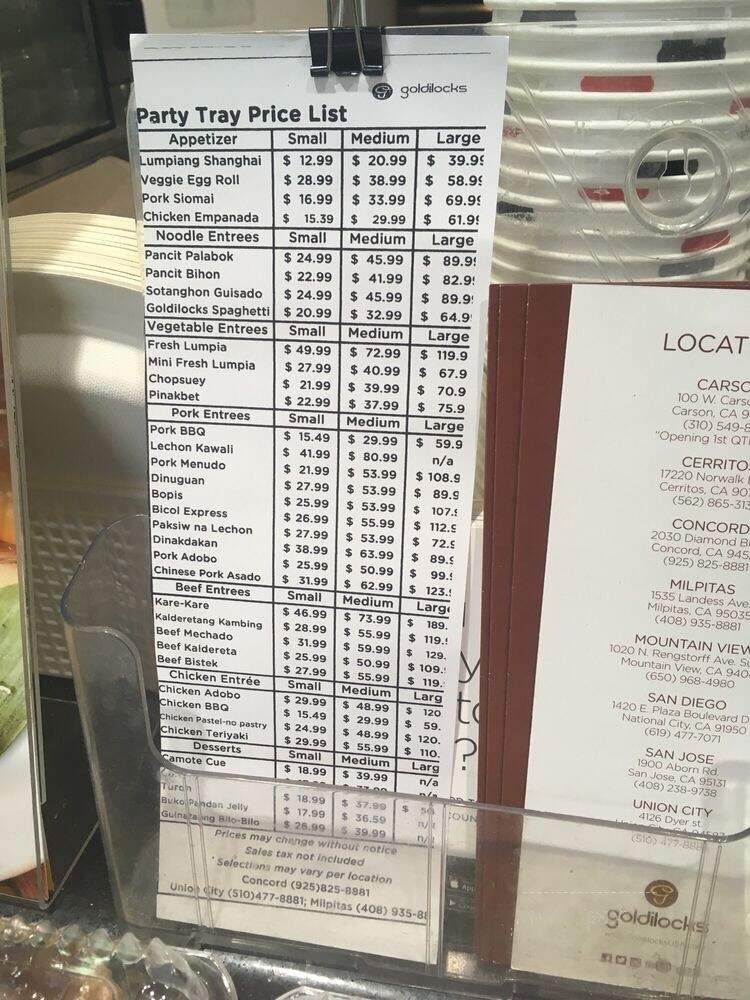 goldilocks
Party Tray Price List
Appetizer Small Medium Large
Lumpiang Shanghai $ 12.99 $ 20.99 $ 39.99
Veggie Egg Roll $ 28.99 $ 38.99 $ 58.99
Pork Siomai $ 16.99 $ 33.99 $ 69.99
Chicken Empanada $ 15.39 $ 29.99 $ 61.99
Noodle Entrees Small Medium Large
Pancit Palabok $ 24.99 $ 45.99 $ 89.99
Pancit Bihon $ 22.99 $ 41.99 $ 82.99
Sotanghon Guisado $ 24.99 $ 45.99 $ 89.99
Goldilocks Spaghetti $ 20.99 $ 32.99 $ 64.9
Vegetable Entrees Small Medium Large
Fresh Lumpia $ 49.99 $ 72.99 $ 119.9
Mini Fresh Lumpia $ 27.99 $ 40.99 $ 67.9
Chopsuey $ 21.99 $ 39.99 $ 70.9
Pinakbet $ 22.99 $ 37.99 $ 75.9
Pork Entrees Small Medium Large
Pork BBQ $ 15.49 $ 29.99 $ 59.9
Lechon Kawali $ 41.99 $ 80.99 n/a
Pork Menudo $ 21.99 $ 53.99 $ 108.9
Dinuguan $ 27.99 $ 53.99 $ 89.9
Bopis $ 25.99 $ 53.99 $ 107.9
Bicol Express $ 26.99 $ 55.99 $ 112.9
Paksiw na Lechon $ 27.99 $ 53.99 $ 72.9
Dinakdakan $ 38.99 $ 63.99 $ 89.9
Pork Adobo $ 25.99 $ 50.99 $ 99.
Chinese Pork Asado $ 31.99 $ 62.99 $ 123.
Beef Entrees Small Medium Large
Kare-Kare $ 46.99 $ 73.99 $ 189.
Kalderetang Kambing $ 28.99 $ 55.99 $ 119.
Beef Mechado $ 31.99 $ 59.99 $ 129.
Beef Kaldereta $ 25.99 $ 50.99 $ 109.
Beef Bistek $ 27.99 $ 55.99 $ 119.
Chicken Entrée Small Medium Larg
Chicken Adobo $ 29.99 $ 48.99 $ 120
Chicken BBQ $ 15.49 $ 29.99 $ 59.
Chicken Pastel-no pastry $ 24.99 $ 48.99 $ 120.
Chicken Teriyaki $ 29.99 $ 55.99 $ 110.
Desserts Small Medium Larg
Camote Cue $ 18.99 $ 39.99 n/a
Turon $ 18.99 $ 37.99 $
Buko Pandan Jelly $ 17.99 $ 36.59 n/
Guinataang Bilo-Bilo $ 26.99 $ 39.99 n/
Prices may change without notice
Sales tax not included
*Selections may vary per location
Concord (925)825-8881
Union City (510)477-8881; Milpitas (408) 935-88
LOCAT
CARSO
100 W. Carso
Carson, CA 9
(310) 549-8
"Opening 1st QT
CERRITO
17220 Norwalk
Cerritos, CA 90
(562) 865-313
CONCORD
2030 Diamond B
Concord, CA 945
(925) 825-8881
MILPITAS
1535 Landess Ave.
Milpitas, CA 95035
(408) 935-8881
MOUNTAIN VIEW
1020 N. Rengstorff Ave. S
Mountain View, CA 940
(650) 968-4980
SAN DIEGO
1420 E. Plaza Boulevard D
National City, CA 91950
(619) 477-7071
SAN JOSE
1900 Aborn Rd.
San Jose, CA 95131
(408) 238-9738
UNION CITY
4126 Dyer st.
(510) 477-888
goldilocks